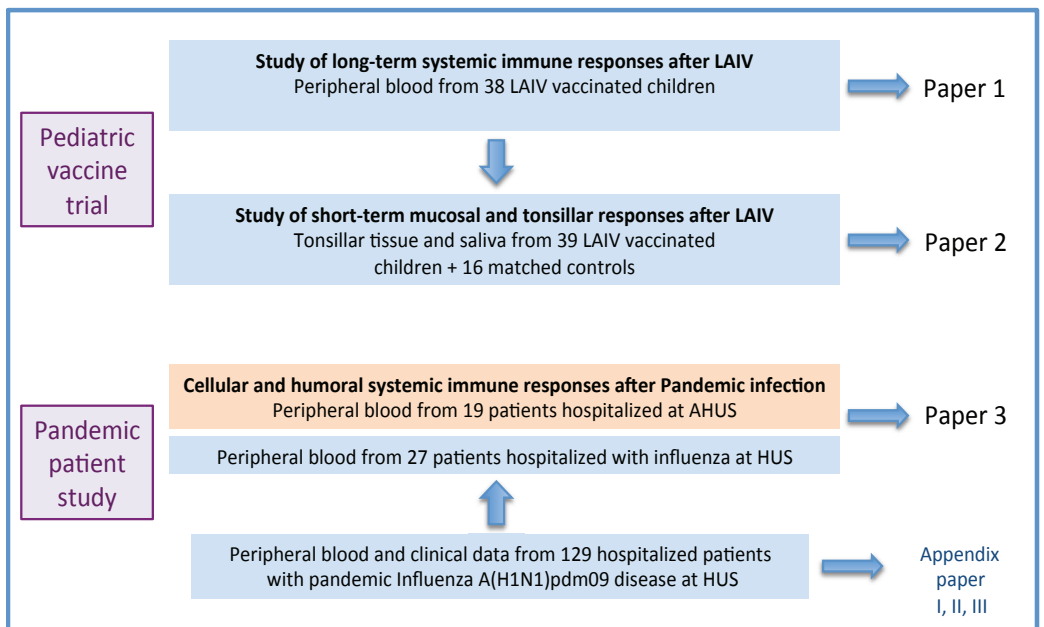 Study of long-term systemic immune responses after LAIV
Peripheral blood from 38 LAIV vaccinated children
Paper 1
Pediatric
vaccine
trial
Study of short-term mucosal and tonsillar responses after LAIV
Tonsillar tissue and saliva from 39 LAIV vaccinated
children + 16 matched controls
Paper 2
Cellular and humoral systemic immune responses after Pandemic infection
Peripheral blood from 19 patients hospitalized at AHUS
Paper 3
Pandemic
patient
study
Peripheral blood from 27 patients hospitalized with influenza at HUS
Peripheral blood and clinical data from 129 hospitalized patients
with pandemic Influenza A(H1N1)pdm09 disease at HUS
Appendix
paper
I, II, III